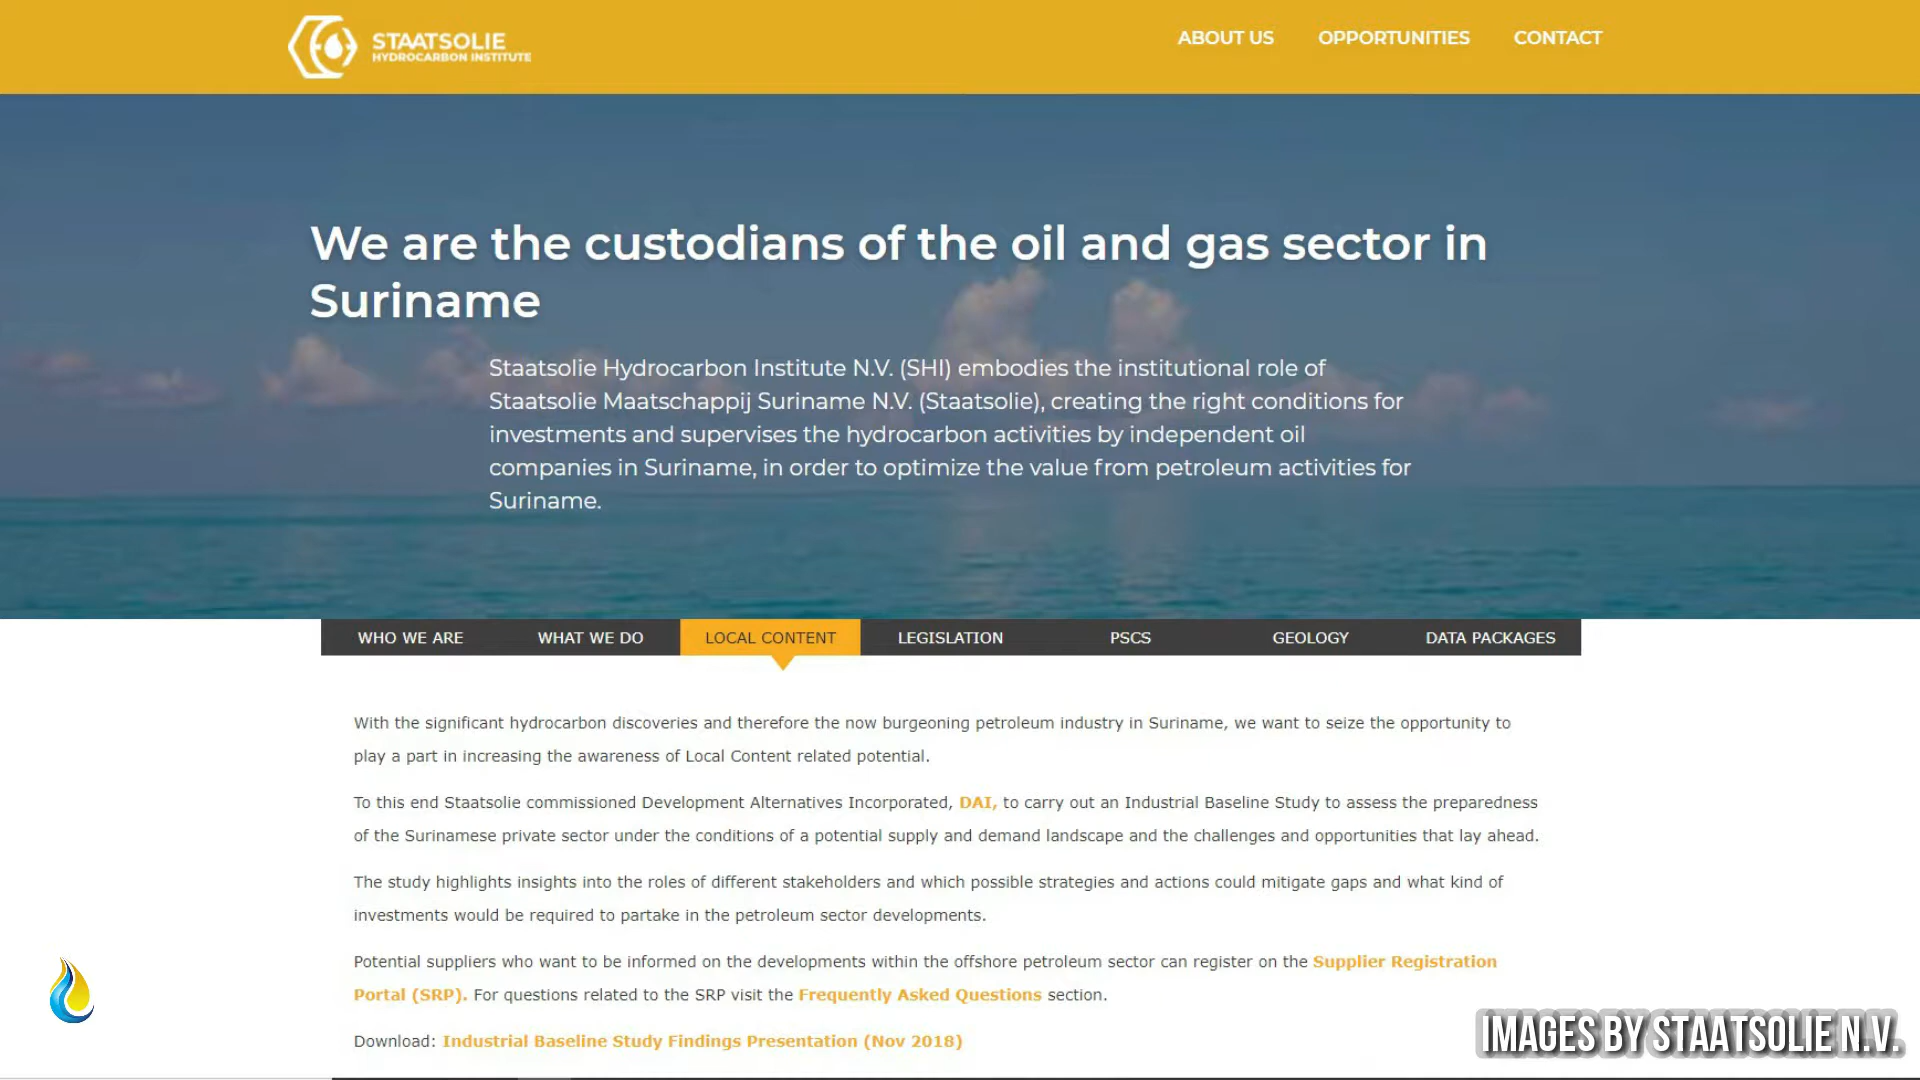 STAATSOLIE
HYDROCARBON INSTITUTE
ABOUT US
OPPORTUNITIES
CONTACT
We are the custodians of the oil and gas sector in
Suriname
Staatsolie Hydrocarbon Institute N.V. (SHI) embodies the institutional role of
Staatsolie Maatschappij Suriname N.V. (Staatsolie), creating the right conditions for
investments and supervises the hydrocarbon activities by independent oil
companies in Suriname, in order to optimize the value from petroleum activities for
Suriname.
WHO WE ARE
WHAT WE DO
LOCAL CONTENT
LEGISLATION
PSCS
GEOLOGY
DATA PACKAGES
With the significant hydrocarbon discoveries and therefore the now burgeoning petroleum industry in Suriname, we want to seize the opportunity to
play a part in increasing the awareness of Local Content related potential.
To this end Staatsolie commissioned Development Alternatives Incorporated, DAI, to carry out an Industrial Baseline Study to assess the preparedness
of the Surinamese private sector under the conditions of a potential supply and demand landscape and the challenges and opportunities that lay ahead.
The study highlights insights into the roles of different stakeholders and which possible strategies and actions could mitigate gaps and what kind of
investments would be required to partake in the petroleum sector developments.
Potential suppliers who want to be informed on the developments within the offshore petroleum sector can register on the Supplier Registration
Portal (SRP). For questions related to the SRP visit the Frequently Asked Questions section.
Download: Industrial Baseline Study Findings Presentation (Nov 2018)
IMAGES BY STAATSOLIE N.V.